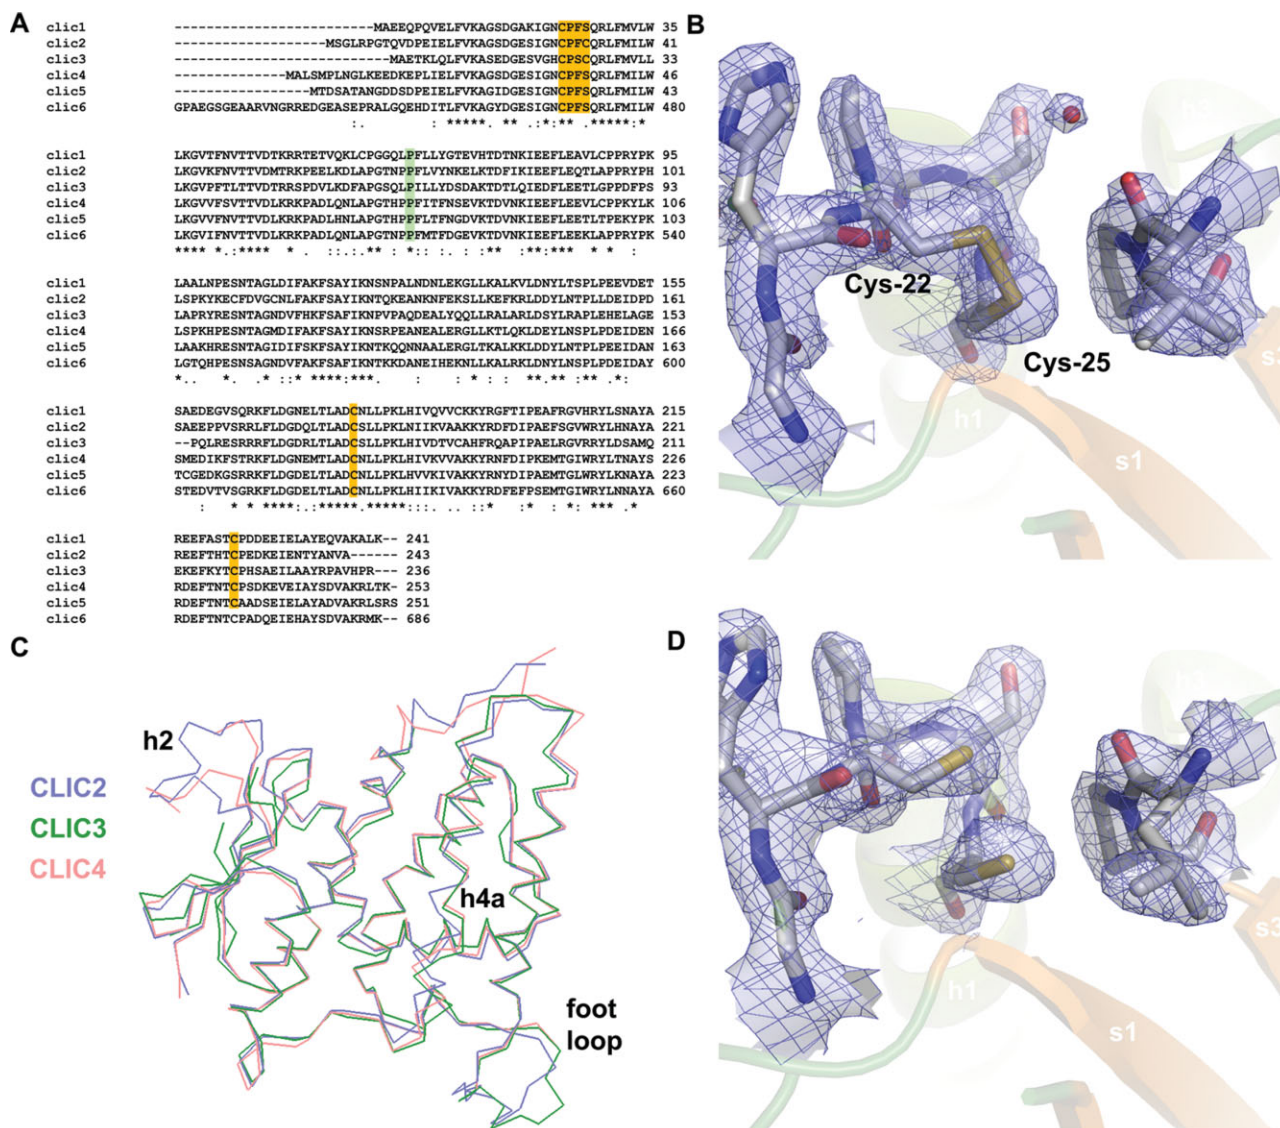 A
clic1 -------------------------MAEEQPQVELFVKAGSDGAKIGNCPFSQRLFMVLW 35
clic2 -------------------MSGLRPGTQVDPEIELFVKAGSDGESIGNCPFCQRLFMILW 41
clic3 ---------------------------MAETKLQLFVKASEDGESVGHCPSCQRLFMVLL 33
clic4 --------------MALSMPLNGLKEEDKEPLIELFVKAGSDGESIGNCPFSQRLFMILW 46
clic5 -----------------MTDSATANGDDSDPEIELFVKAGIDGESIGNCPFSQRLFMILW 43
clic6 GPAEGSGEAARVNGRREDGEASEPRALGQEHDITLFVKAGYDGESIGNCPFSQRLFMILW 480
:. : ****. ** .:*:** .*****:*
clic1 LKGVTFNVTTVDTKRRTETVQKLCPGGQLPFLLYGTEVHTDTNKIEEFLEAVLCPPRYPK 95
clic2 LKGVKFNVTTVDMTRKPEELKDLAPGTNPPFLVYNKELKTDFIKIEEFLEQTLAPPRYPH 101
clic3 LKGVPFTLTTVDTRRSPDVLKDFAPGSQLPILLYDSDAKTDTLQIEDFLEETLGPPDFPS 93
clic4 LKGVVFSVTTVDLKRKPADLQNLAPGTHPPFITFNSEVKTDVNKIEEFLEEVLCPPKYLK 106
clic5 LKGVVFNVTTVDLKRKPADLHNLAPGTHPPFLTFNGDVKTDVNKIEEFLEETLTPEKYPK 103
clic6 LKGVIFNVTTVDLKRKPADLQNLAPGTNPPFMTFDGEVKTDVNKIEEFLEEKLAPPRYPK 540
**** *.:**** * . ::.:.** : *:: :. : :** :**:*** * * :
clic1 LAALNPESNTAGLDIFAKFSAYIKNSNPALNDNLEKGLLKALKVLDNYLTSPLPEEVDET 155
clic2 LSPKYKECFDVGCNLFAKFSAYIKNTQKEANKNFEKSLLKEFKRLDDYLNTPLLDEIDPD 161
clic3 LAPRYRESNTAGNDVFHKFSAFIKNPVPAQDEALYQQLLRALARLDSYLRAPLEHELAGE 153
clic4 LSPKHPESNTAGMDIFAKFSAYIKNSRPEANEALERGLLKTLQKLDEYLNSPLPDEIDEN 166
clic5 LAAKHRESNTAGIDIFSKFSAYIKNTKQQNNAALERGLTKALKKLDDYLNTPLPEEIDAN 163
clic6 LGTQHPESNSAGNDVFAKFSAFIKNTKKDANEIHEKNLLKALRKLDNYLNSPLPDEIDAY 600
*.. *. .* ::* ****:*** : : * : : **.** :** .*:
clic1 SAEDEGVSQRKFLDGNELTLADCNLLPKLHIVQVVCKKYRGFTIPEAFRGVHRYLSNAYA 215
clic2 SAEEPPVSRRLFLDGDQLTLADCSLLPKLNIIKVAAKKYRDFDIPAEFSGVWRYLHNAYA 221
clic3 --PQLRESRRRFLDGDRLTLADCSLLPKLHIVDTVCAHFRQAPIPAELRGVRRYLDSAMQ 211
clic4 SMEDIKFSTRKFLDGNEMTLADCNLLPKLHIVKVVAKKYRNFDIPKEMTGIWRYLTNAYS 226
clic5 TCGEDKGSRRKFLDGDELTLADCNLLPKLHVVKIVAKKYRNYDIPAEMTGLWRYLKNAYS 223
clic6 STEDVTVSGRKFLDGDELTLADCNLLPKLHIIKIVAKKYRDFEFPSEMTGIWRYLNNAYA 660
: * * ****:.:*****.*****:::. .. ::* :* : *: *** .*
clic1 REEFASTCPDDEEIELAYEQVAKALK-- 241
clic2 REEFTHTCPEDKEIENTYANVA------ 243
clic3 EKEFKYTCPHSAEILAAYRPAVHPR---- 236
clic4 RDEFTNTCPSDKEVEIAYSDVAKRLTK- 253
clic5 RDEFTNTCAADSEIELAYADVAKRLSRS 251
clic6 RDEFTNTCPADQEIEHAYSDVAKRMK-- 686
B
h3
Cys-22
Cys-25
h1
s1
s3
C
h2
CLIC2
CLIC3
CLIC4
h4a
foot
loop
D
h3
h1
s1
s3